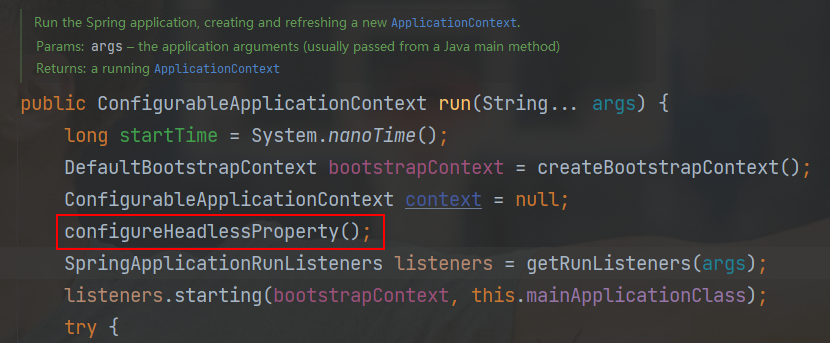 Run the Spring application, creating and refreshing a new ApplicationContext.
Params: args – the application arguments (usually passed from a Java main method)
Returns: a running ApplicationContext
public ConfigurableApplicationContext run(String... args) {
long startTime = System.nanoTime();
DefaultBootstrapContext bootstrapContext = createBootstrapContext();
ConfigurableApplicationContext context = null;
configureHeadlessProperty();
SpringApplicationRunListeners listeners = getRunListeners(args);
listeners.starting(bootstrapContext, this.mainApplicationClass);
try {